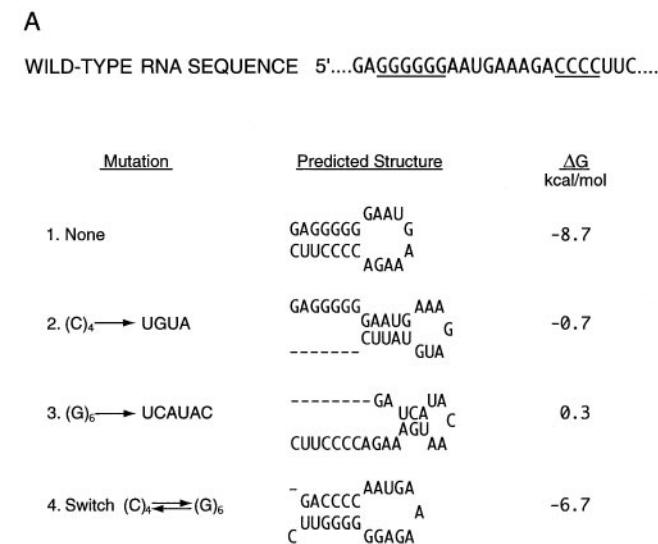 A
WILD-TYPE RNA SEQUENCE 5'....GAGGGGGGAAUGAAAGACCCCUUC....
Mutation Predicted Structure ΔG
kcal/mol
GAAU
1. None GAGGGGG G -8.7
CUUCCCC A
AGAA
GAGGGGG AAA
2. (C)₄ → UGUA GAAUG G -0.7
CUUAU
------- GUA
--------GA UA
3. (G)₆ → UCAUAC UCA C 0.3
AGU
CUUCCCCAGAA AA
- AAUGA
4. Switch (C)₄ ⇄ (G)₆ GACCCC A -6.7
UUGGGG
C GGAGA